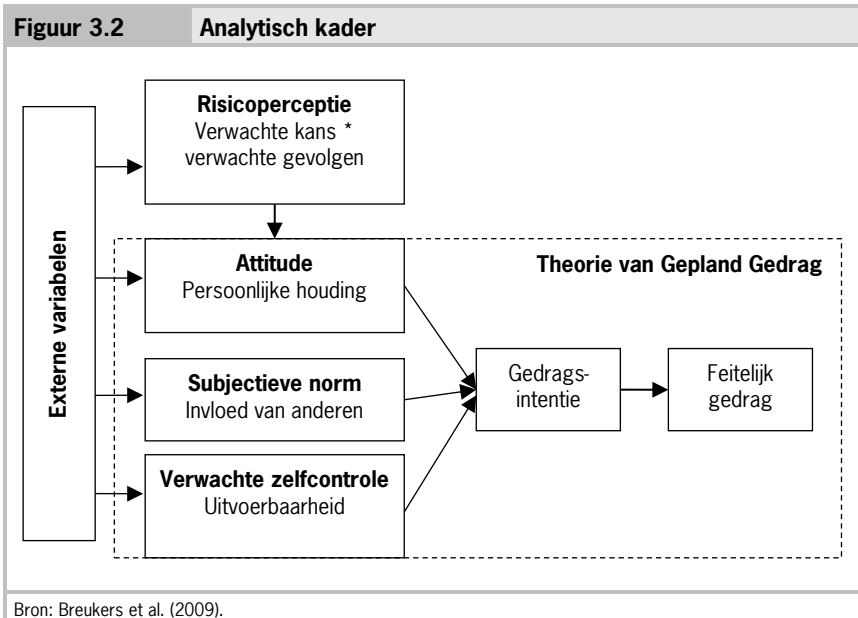 Figuur 3.2 Analytisch kader
Externe variabelen
Risicoperceptie
Verwachte kans *
verwachte gevolgen
Attitude
Persoonlijke houding
Theorie van Gepland Gedrag
Subjectieve norm
Invloed van anderen
Gedrags-
intentie
Feitelijk
gedrag
Verwachte zelfcontrole
Uitvoerbaarheid
Bron: Breukers et al. (2009).